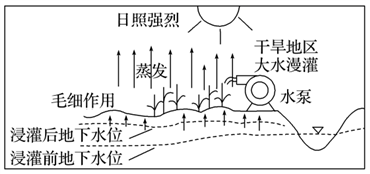 日照强烈
干旱地区
大水漫灌
蒸发
毛细作用
水泵
浸灌后地下水位
浸灌前地下水位